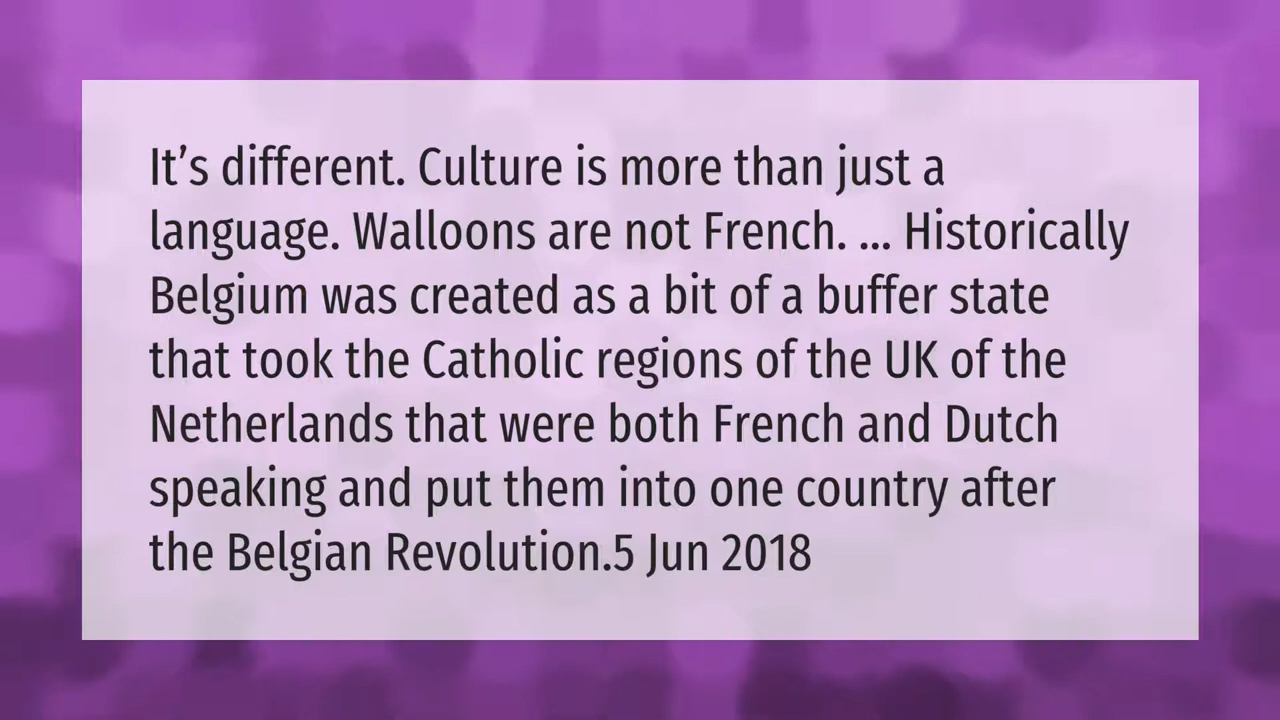 It’s different. Culture is more than just a
language. Walloons are not French. ... Historically
Belgium was created as a bit of a buffer state
that took the Catholic regions of the UK of the
Netherlands that were both French and Dutch
speaking and put them into one country after
the Belgian Revolution.5 Jun 2018